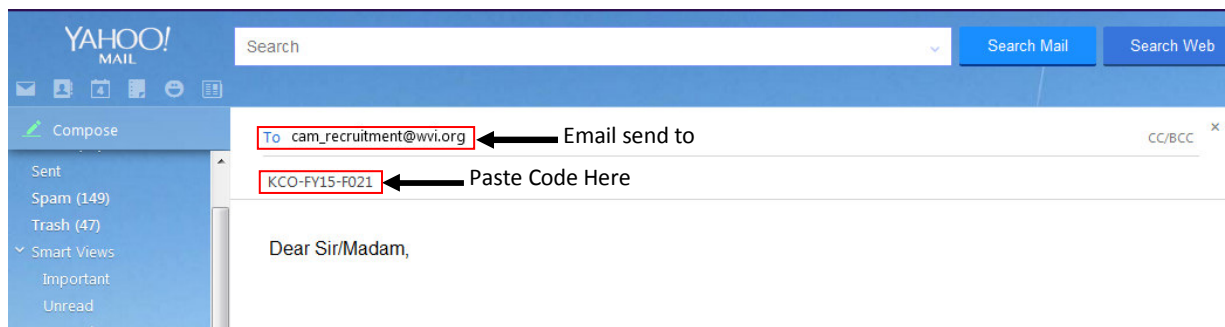 YAHOO!
MAIL
Search
Search Mail
Search Web
4
Compose
To cam_recruitment@wvi.org
Email send to
CC/BCC
×
KCO-FY15-F021
Paste Code Here
Sent
Spam (149)
Trash (47)
Smart Views
Important
Unread
Dear Sir/Madam,